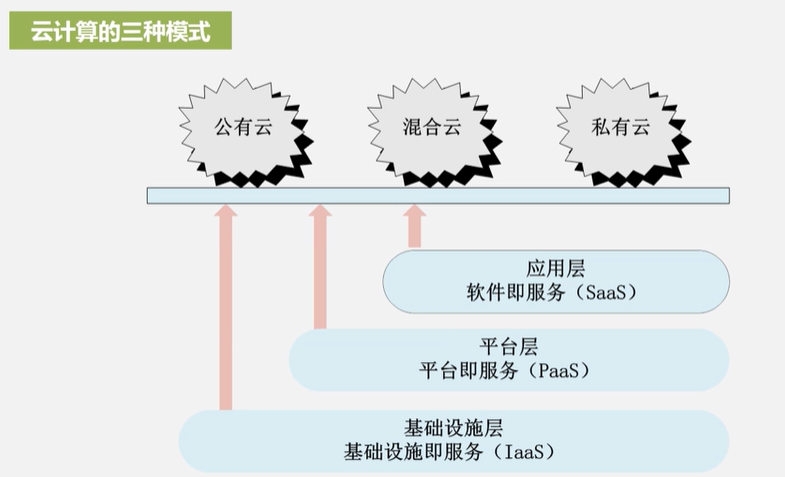 云计算的三种模式
公有云
混合云
私有云
应用层
软件即服务（SaaS）
平台层
平台即服务（PaaS）
基础设施层
基础设施即服务（IaaS）